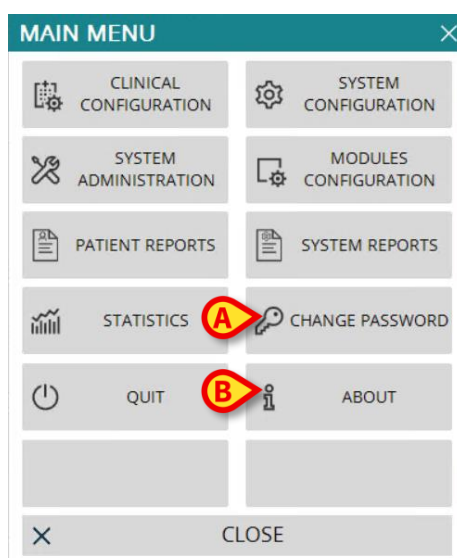 MAIN MENU
CLINICAL
CONFIGURATION
SYSTEM
CONFIGURATION
SYSTEM
ADMINISTRATION
MODULES
CONFIGURATION
PATIENT REPORTS
SYSTEM REPORTS
STATISTICS
A
CHANGE PASSWORD
QUIT
B
ABOUT
CLOSE